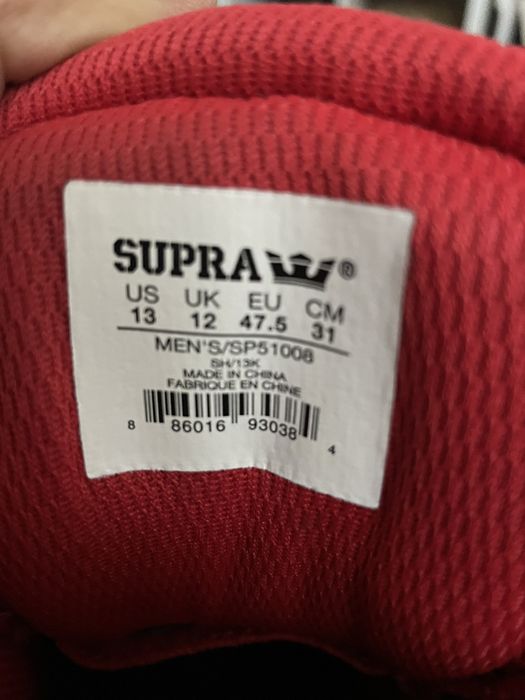 SUPRA ®
US UK EU CM
13 12 47.5 31
MEN'S/SP51008
SH/13K
MADE IN CHINA
FABRIQUE EN CHINE
8 86016 93038 4